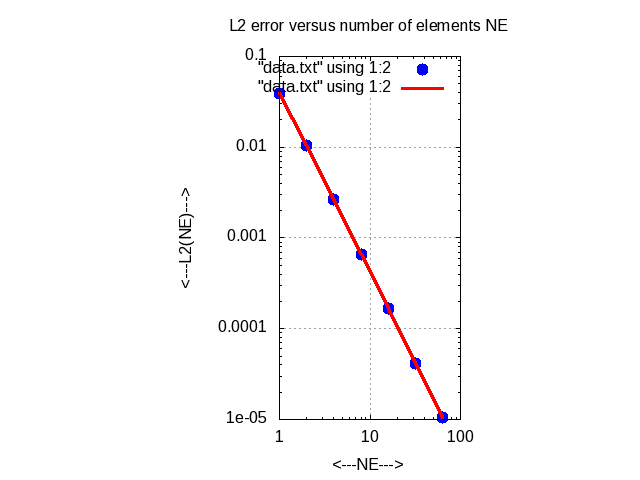 L2 error versus number of elements NE
0.1
"data.txt" using 1:2
"data.txt" using 1:2
0.01
0.001
0.0001
1e-05
<---L2(NE)--->
1 10 100
<---NE--->